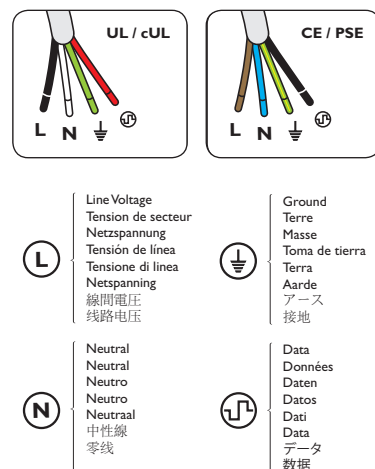 UL / cUL
L N
CE / PSE
L N
L
Line Voltage
Tension de secteur
Netzspannung
Tensión de línea
Tensione di linea
Netspanning
線間電圧
线路电压
Ground
Terre
Masse
Toma de tierra
Terra
Aarde
アース
接地
N
Neutral
Neutral
Neutro
Neutro
Neutraal
中性線
零线
Data
Données
Daten
Datos
Dati
Data
データ
数据